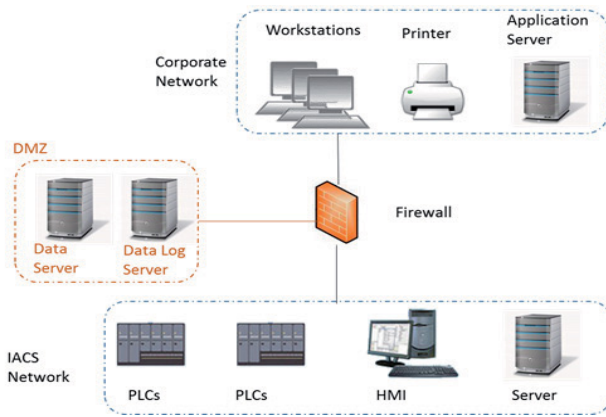 Workstations
Printer
Application
Server
Corporate
Network
DMZ
Data
Server
Data Log
Server
Firewall
IACS
Network
PLCs
PLCs
HMI
Server